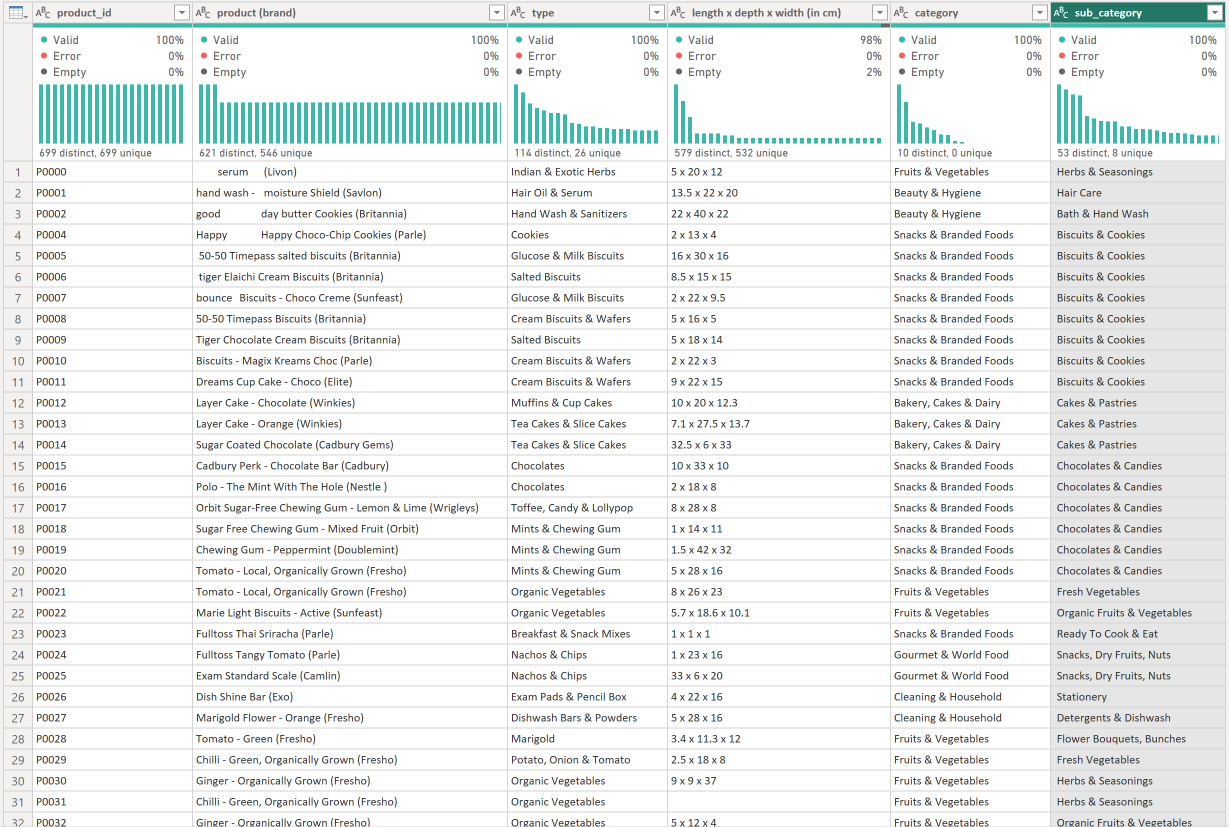 product_id product (brand) type length x depth x width (in cm) category sub_category
Valid 100% Valid 100% Valid 100% Valid 98% Valid 100% Valid 100%
Error 0% Error 0% Error 0% Error 0% Error 0% Error 0%
Empty 0% Empty 0% Empty 0% Empty 2% Empty 0% Empty 0%
699 distinct, 699 unique 621 distinct, 546 unique 114 distinct, 26 unique 579 distinct, 532 unique 10 distinct, 0 unique 53 distinct, 8 unique
1 P0000 serum (Livon) Indian & Exotic Herbs 5 x 20 x 12 Fruits & Vegetables Herbs & Seasonings
2 P0001 hand wash - moisture Shield (Savlon) Hair Oil & Serum 13.5 x 22 x 20 Beauty & Hygiene Hair Care
3 P0002 good day butter Cookies (Britannia) Hand Wash & Sanitizers 22 x 40 x 22 Beauty & Hygiene Bath & Hand Wash
4 P0004 Happy Happy Choco-Chip Cookies (Parle) Cookies 2 x 13 x 4 Snacks & Branded Foods Biscuits & Cookies
5 P0005 50-50 Timepass salted biscuits (Britannia) Glucose & Milk Biscuits 16 x 30 x 16 Snacks & Branded Foods Biscuits & Cookies
6 P0006 tiger Elaichi Cream Biscuits (Britannia) Salted Biscuits 8.5 x 15 x 15 Snacks & Branded Foods Biscuits & Cookies
7 P0007 bounce Biscuits - Choco Creme (Sunfeast) Glucose & Milk Biscuits 2 x 22 x 9.5 Snacks & Branded Foods Biscuits & Cookies
8 P0008 50-50 Timepass Biscuits (Britannia) Cream Biscuits & Wafers 5 x 16 x 5 Snacks & Branded Foods Biscuits & Cookies
9 P0009 Tiger Chocolate Cream Biscuits (Britannia) Salted Biscuits 5 x 18 x 14 Snacks & Branded Foods Biscuits & Cookies
10 P0010 Biscuits - Magix Kreams Choc (Parle) Cream Biscuits & Wafers 2 x 22 x 3 Snacks & Branded Foods Biscuits & Cookies
11 P0011 Dreams Cup Cake - Choco (Elite) Cream Biscuits & Wafers 9 x 22 x 15 Snacks & Branded Foods Biscuits & Cookies
12 P0012 Layer Cake - Chocolate (Winkies) Muffins & Cup Cakes 10 x 20 x 12.3 Bakery, Cakes & Dairy Cakes & Pastries
13 P0013 Layer Cake - Orange (Winkies) Tea Cakes & Slice Cakes 7.1 x 27.5 x 13.7 Bakery, Cakes & Dairy Cakes & Pastries
14 P0014 Sugar Coated Chocolate (Cadbury Gems) Tea Cakes & Slice Cakes 32.5 x 6 x 33 Bakery, Cakes & Dairy Cakes & Pastries
15 P0015 Cadbury Perk - Chocolate Bar (Cadbury) Chocolates 10 x 33 x 10 Snacks & Branded Foods Chocolates & Candies
16 P0016 Polo - The Mint With The Hole (Nestle ) Chocolates 2 x 18 x 8 Snacks & Branded Foods Chocolates & Candies
17 P0017 Orbit Sugar-Free Chewing Gum - Lemon & Lime (Wrigleys) Toffee, Candy & Lollypop 8 x 28 x 8 Snacks & Branded Foods Chocolates & Candies
18 P0018 Sugar Free Chewing Gum - Mixed Fruit (Orbit) Mints & Chewing Gum 1 x 14 x 11 Snacks & Branded Foods Chocolates & Candies
19 P0019 Chewing Gum - Peppermint (Doublemint) Mints & Chewing Gum 1.5 x 42 x 32 Snacks & Branded Foods Chocolates & Candies
20 P0020 Tomato - Local, Organically Grown (Fresho) Mints & Chewing Gum 5 x 28 x 16 Snacks & Branded Foods Chocolates & Candies
21 P0021 Tomato - Local, Organically Grown (Fresho) Organic Vegetables 8 x 26 x 23 Fruits & Vegetables Fresh Vegetables
22 P0022 Marie Light Biscuits - Active (Sunfeast) Organic Vegetables 5.7 x 18.6 x 10.1 Fruits & Vegetables Organic Fruits & Vegetables
23 P0023 Fulltoss Thai Sriracha (Parle) Breakfast & Snack Mixes 1 x 1 x 1 Snacks & Branded Foods Ready To Cook & Eat
24 P0024 Fulltoss Tangy Tomato (Parle) Nachos & Chips 1 x 23 x 16 Gourmet & World Food Snacks, Dry Fruits, Nuts
25 P0025 Exam Standard Scale (Camlin) Nachos & Chips 33 x 6 x 20 Gourmet & World Food Snacks, Dry Fruits, Nuts
26 P0026 Dish Shine Bar (Exo) Exam Pads & Pencil Box 4 x 22 x 16 Cleaning & Household Stationery
27 P0027 Marigold Flower - Orange (Fresho) Dishwash Bars & Powders 5 x 28 x 16 Cleaning & Household Detergents & Dishwash
28 P0028 Tomato - Green (Fresho) Marigold 3.4 x 11.3 x 12 Fruits & Vegetables Flower Bouquets, Bunches
29 P0029 Chilli - Green, Organically Grown (Fresho) Potato, Onion & Tomato 2.5 x 18 x 8 Fruits & Vegetables Fresh Vegetables
30 P0030 Ginger - Organically Grown (Fresho) Organic Vegetables 9 x 9 x 37 Fruits & Vegetables Herbs & Seasonings
31 P0031 Chilli - Green, Organically Grown (Fresho) Organic Vegetables Fruits & Vegetables Herbs & Seasonings
32 P0032 Ginger - Organically Grown (Fresho) Organic Vegetables 5 x 12 x 4 Fruits & Vegetables Organic Fruits & Vegetables